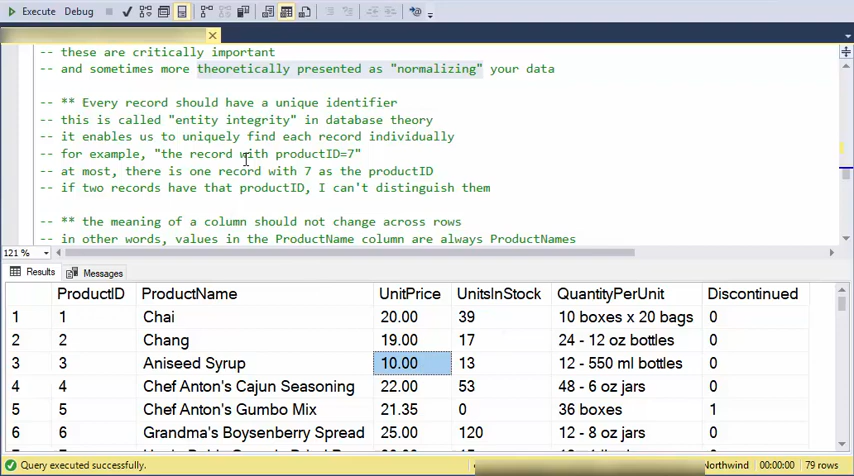 Execute Debug
-- these are critically important
-- and sometimes more theoretically presented as "normalizing" your data
-- ** Every record should have a unique identifier
-- this is called "entity integrity" in database theory
-- it enables us to uniquely find each record individually
-- for example, "the record with productID=7"
-- at most, there is one record with 7 as the productID
-- if two records have that productID, I can't distinguish them
-- ** the meaning of a column should not change across rows
-- in other words, values in the ProductName column are always ProductNames
121 %
Results Messages
ProductID ProductName UnitPrice UnitsInStock QuantityPerUnit Discontinued
1 1 Chai 20.00 39 10 boxes x 20 bags 0
2 2 Chang 19.00 17 24 - 12 oz bottles 0
3 3 Aniseed Syrup 10.00 13 12 - 550 ml bottles 0
4 4 Chef Anton's Cajun Seasoning 22.00 53 48 - 6 oz jars 0
5 5 Chef Anton's Gumbo Mix 21.35 0 36 boxes 1
6 6 Grandma's Boysenberry Spread 25.00 120 12 - 8 oz jars 0
Query executed successfully. Northwind 00:00:00 79 rows